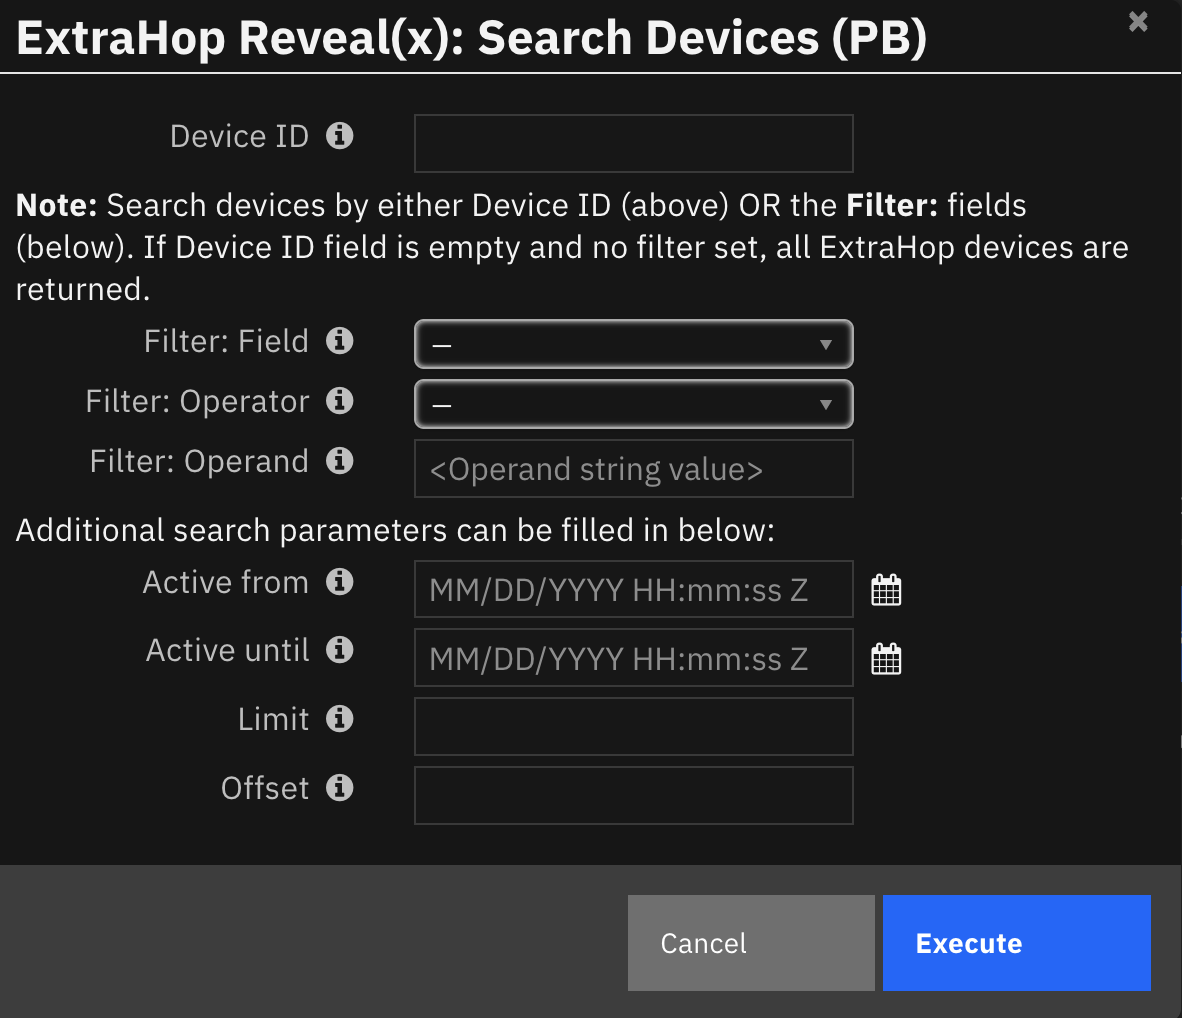 ExtraHop Reveal(x): Search Devices (PB)
Device ID
Note: Search devices by either Device ID (above) OR the Filter: fields
(below). If Device ID field is empty and no filter set, all ExtraHop devices are
returned.
Filter: Field
—
Filter: Operator
—
Filter: Operand
<Operand string value>
Additional search parameters can be filled in below:
Active from
MM/DD/YYYY HH:mm:ss Z
Active until
MM/DD/YYYY HH:mm:ss Z
Limit
Offset
Cancel
Execute